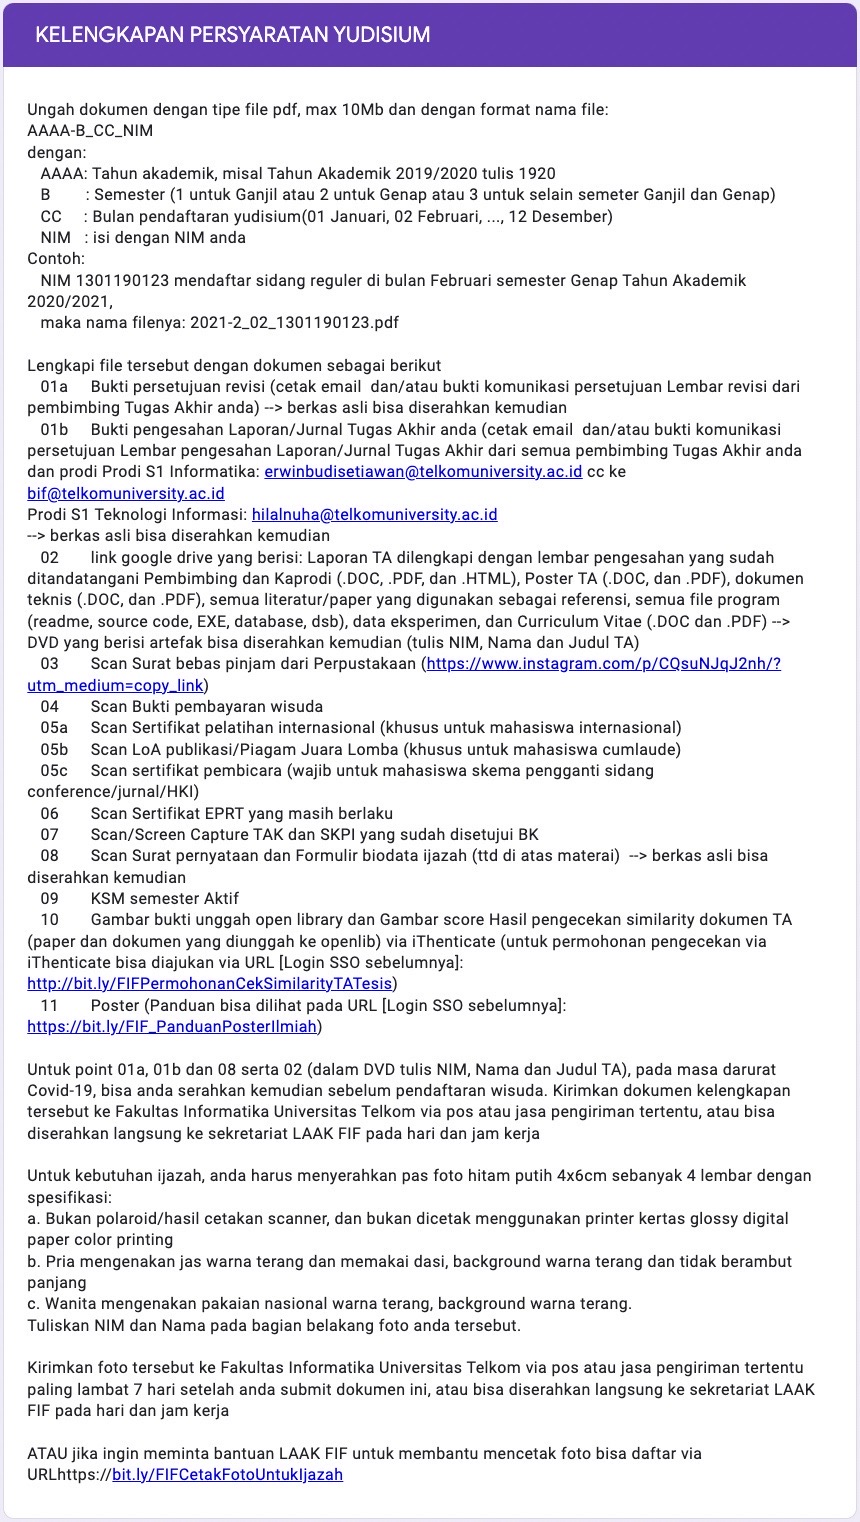 KELENGKAPAN PERSYARATAN YUDISIUM
Ungah dokumen dengan tipe file pdf, max 10Mb dan dengan format nama file:
AAAA-B_CC_NIM
dengan:
AAAA: Tahun akademik, misal Tahun Akademik 2019/2020 tulis 1920
B : Semester (1 untuk Ganjil atau 2 untuk Genap atau 3 untuk selain semeter Ganjil dan Genap)
CC : Bulan pendaftaran yudisium(01 Januari, 02 Februari, ..., 12 Desember)
NIM : isi dengan NIM anda
Contoh:
NIM 1301190123 mendaftar sidang reguler di bulan Februari semester Genap Tahun Akademik
2020/2021,
maka nama filenya: 2021-2_02_1301190123.pdf
Lengkapi file tersebut dengan dokumen sebagai berikut
01a Bukti persetujuan revisi (cetak email dan/atau bukti komunikasi persetujuan Lembar revisi dari
pembimbing Tugas Akhir anda) --> berkas asli bisa diserahkan kemudian
01b Bukti pengesahan Laporan/Jurnal Tugas Akhir anda (cetak email dan/atau bukti komunikasi
persetujuan Lembar pengesahan Laporan/Jurnal Tugas Akhir dari semua pembimbing Tugas Akhir anda
dan prodi Prodi S1 Informatika: erwinbudisetiawan@telkomuniversity.ac.id cc ke
bif@telkomuniversity.ac.id
Prodi S1 Teknologi Informasi: hilalnuha@telkomuniversity.ac.id
--> berkas asli bisa diserahkan kemudian
02 link google drive yang berisi: Laporan TA dilengkapi dengan lembar pengesahan yang sudah
ditandatangani Pembimbing dan Kaprodi (.DOC, .PDF, dan .HTML), Poster TA (.DOC, dan .PDF), dokumen
teknis (.DOC, dan .PDF), semua literatur/paper yang digunakan sebagai referensi, semua file program
(readme, source code, EXE, database, dsb), data eksperimen, dan Curriculum Vitae (.DOC dan .PDF) -->
DVD yang berisi artefak bisa diserahkan kemudian (tulis NIM, Nama dan Judul TA)
03 Scan Surat bebas pinjam dari Perpustakaan (https://www.instagram.com/p/CQsuNJqJ2nh/?
utm_medium=copy_link)
04 Scan Bukti pembayaran wisuda
05a Scan Sertifikat pelatihan internasional (khusus untuk mahasiswa internasional)
05b Scan LoA publikasi/Piagam Juara Lomba (khusus untuk mahasiswa cumlaude)
05c Scan sertifikat pembicara (wajib untuk mahasiswa skema pengganti sidang
conference/jurnal/HKI)
06 Scan Sertifikat EPRT yang masih berlaku
07 Scan/Screen Capture TAK dan SKPI yang sudah disetujui BK
08 Scan Surat pernyataan dan Formulir biodata ijazah (ttd di atas materai) --> berkas asli bisa
diserahkan kemudian
09 KSM semester Aktif
10 Gambar bukti unggah open library dan Gambar score Hasil pengecekan similarity dokumen TA
(paper dan dokumen yang diunggah ke openlib) via iThenticate (untuk permohonan pengecekan via
iThenticate bisa diajukan via URL [Login SSO sebelumnya]:
http://bit.ly/FIFPermohonanCekSimilarityTATesis)
11 Poster (Panduan bisa dilihat pada URL [Login SSO sebelumnya]:
https://bit.ly/FIF_PanduanPosterIlmiah)
Untuk point 01a, 01b dan 08 serta 02 (dalam DVD tulis NIM, Nama dan Judul TA), pada masa darurat
Covid-19, bisa anda serahkan kemudian sebelum pendaftaran wisuda. Kirimkan dokumen kelengkapan
tersebut ke Fakultas Informatika Universitas Telkom via pos atau jasa pengiriman tertentu, atau bisa
diserahkan langsung ke sekretariat LAAK FIF pada hari dan jam kerja
Untuk kebutuhan ijazah, anda harus menyerahkan pas foto hitam putih 4x6cm sebanyak 4 lembar dengan
spesifikasi:
a. Bukan polaroid/hasil cetakan scanner, dan bukan dicetak menggunakan printer kertas glossy digital
paper color printing
b. Pria mengenakan jas warna terang dan memakai dasi, background warna terang dan tidak berambut
panjang
c. Wanita mengenakan pakaian nasional warna terang, background warna terang.
Tuliskan NIM dan Nama pada bagian belakang foto anda tersebut.
Kirimkan foto tersebut ke Fakultas Informatika Universitas Telkom via pos atau jasa pengiriman tertentu
paling lambat 7 hari setelah anda submit dokumen ini, atau bisa diserahkan langsung ke sekretariat LAAK
FIF pada hari dan jam kerja
ATAU jika ingin meminta bantuan LAAK FIF untuk membantu mencetak foto bisa daftar via
URLhttps://bit.ly/FIFCetakFotoUntukIjazah